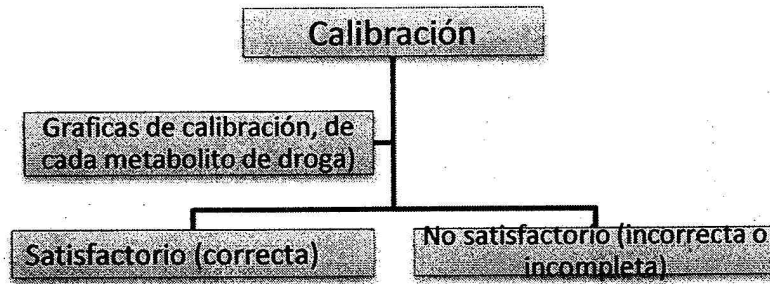 Calibración
Graficas de calibración, de
cada metabolito de droga)
Satisfactorio (correcta)
No satisfactorio (incorrecta o
incompleta)